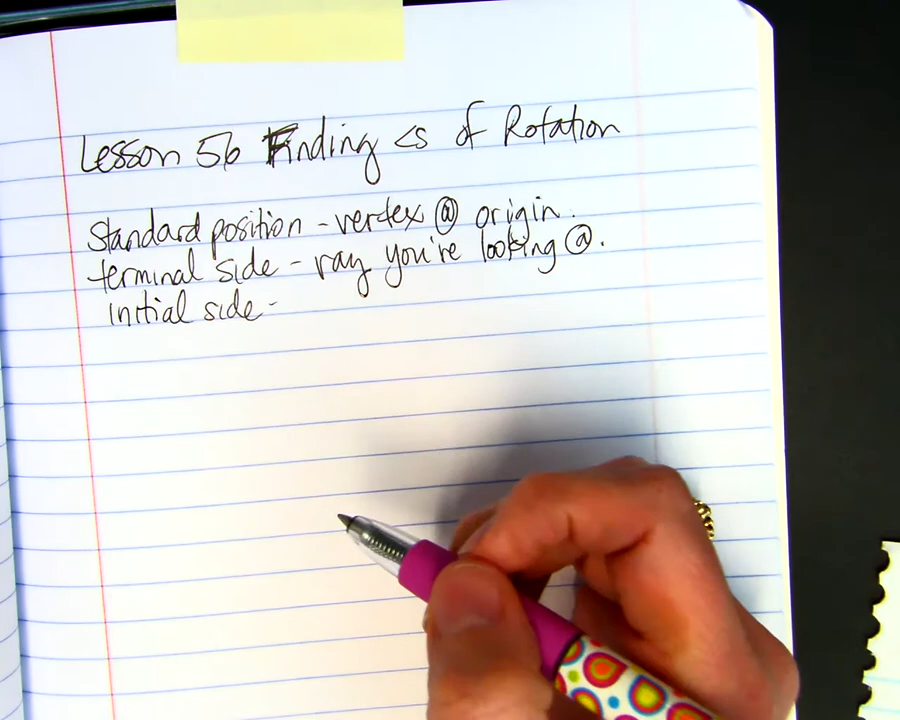 Lesson 56 Finding <s of Rotation
Standard position - vertex @ origin.
terminal side - ray you're looking @.
initial side -